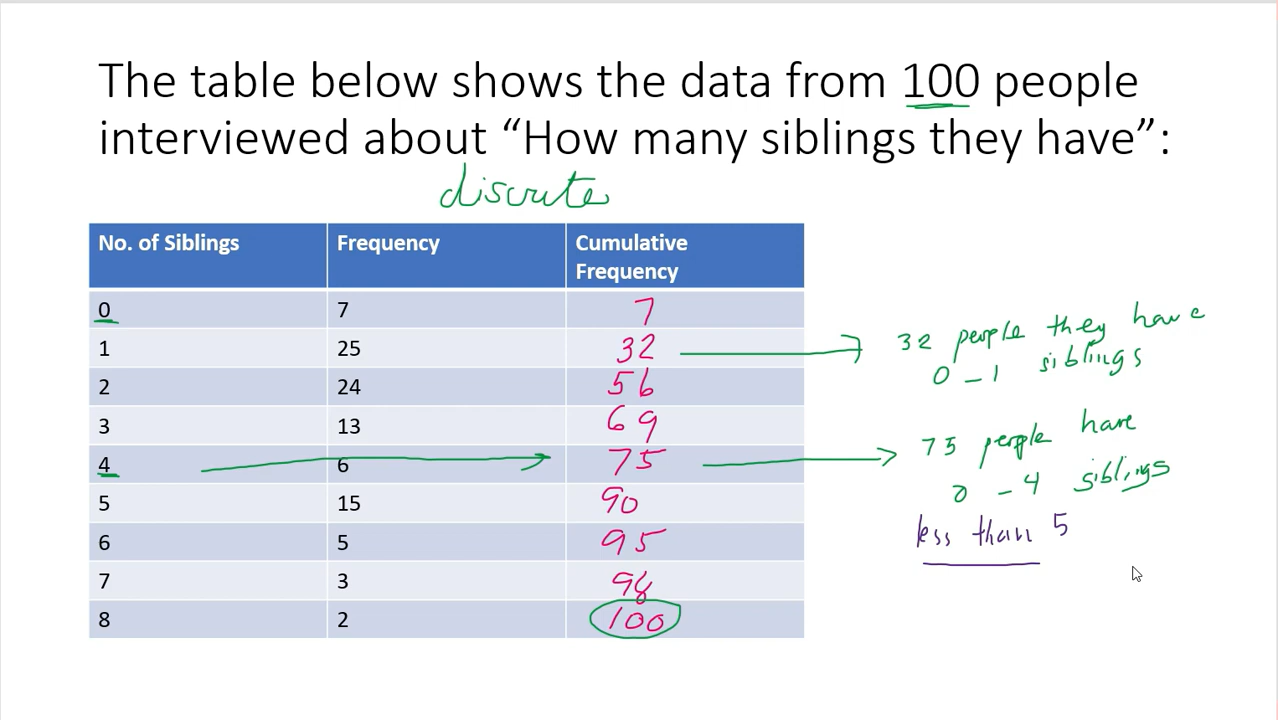 The table below shows the data from 100 people
interviewed about “How many siblings they have”:
discrete
No. of Siblings Frequency Cumulative
Frequency
0 7 7
1 25 32
2 24 56
3 13 69
4 6 75
5 15 90
6 5 95
7 3 98
8 2 100
32 people they have
0 - 1 siblings
75 people have
0 - 4 siblings
less than 5